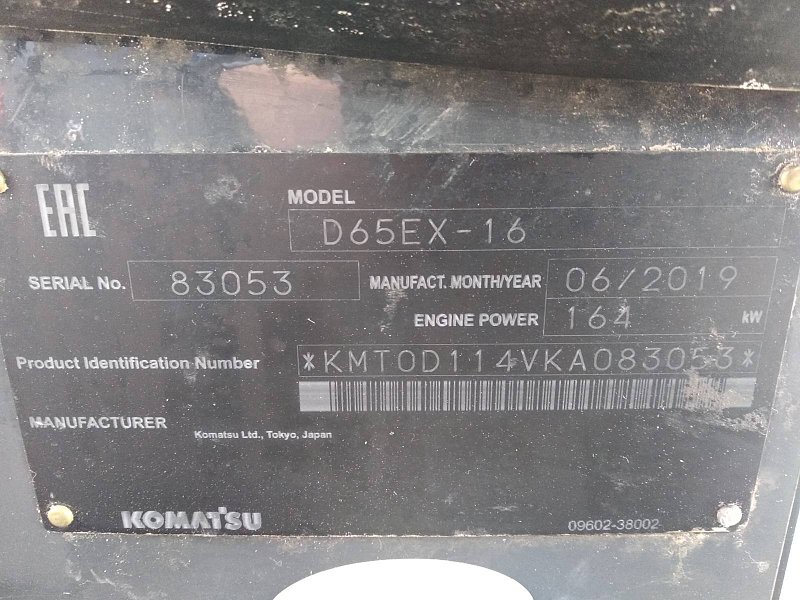 EAC
MODEL
D65EX-16
SERIAL No. 83053 MANUFACT. MONTH/YEAR 06/2019
ENGINE POWER 164 kW
Product Identification Number *KMT0D114VKA083053*
MANUFACTURER
Komatsu Ltd., Tokyo, Japan
KOMATSU
09602-38002